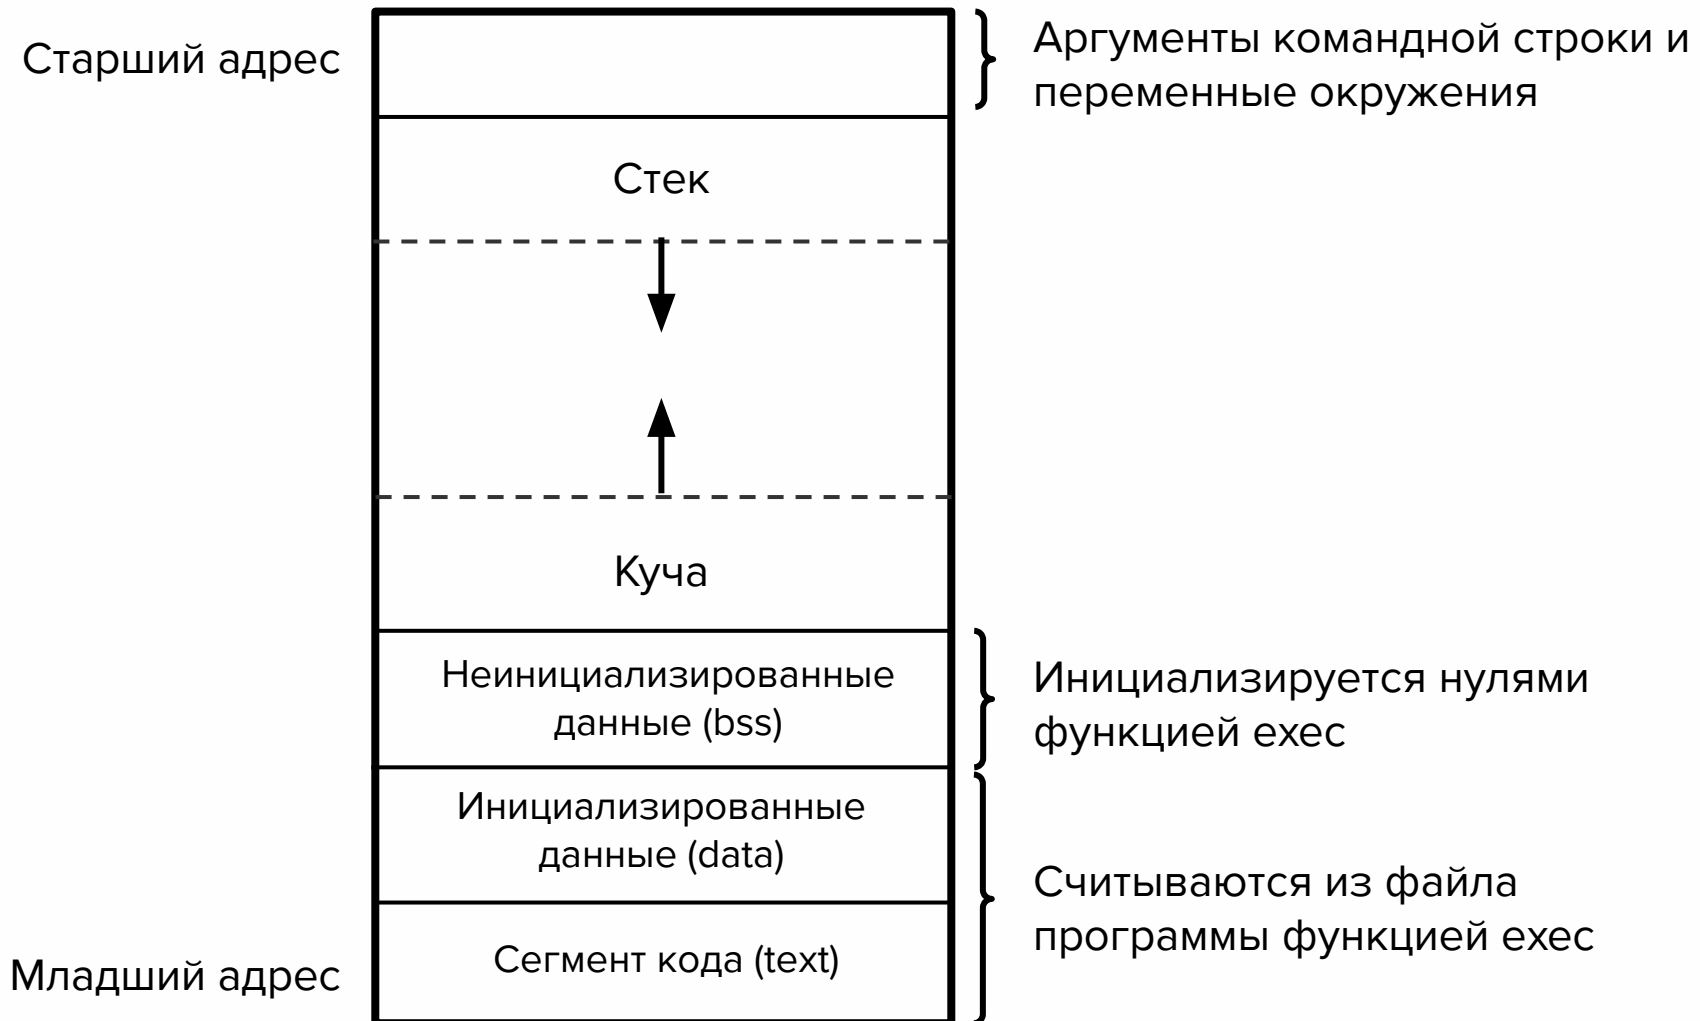 Старший адрес
Аргументы командной строки и
переменные окружения
Стек
Куча
Неинициализированные
данные (bss)
Инициализируется нулями
функцией exec
Инициализированные
данные (data)
Считываются из файла
программы функцией exec
Сегмент кода (text)
Младший адрес